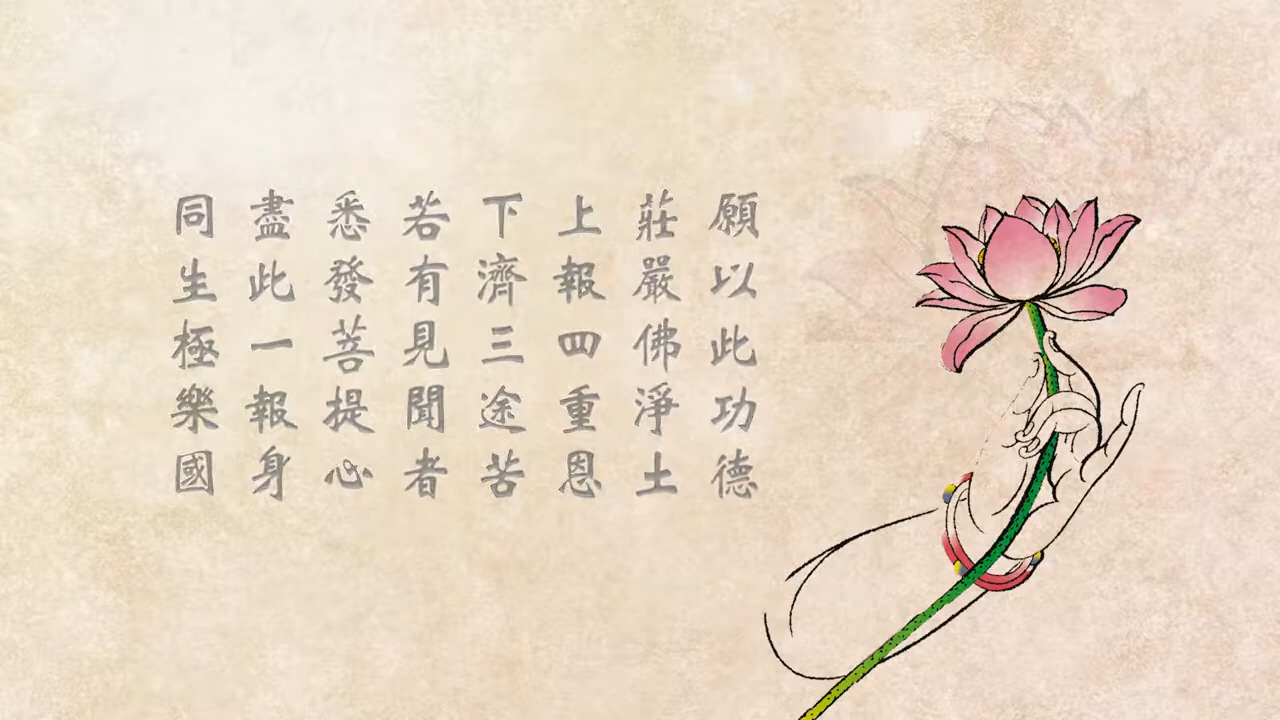 願以此功德
莊嚴佛淨土
上報四重恩
下濟三途苦
若有見聞者
悉發菩提心
盡此一報身
同生極樂國